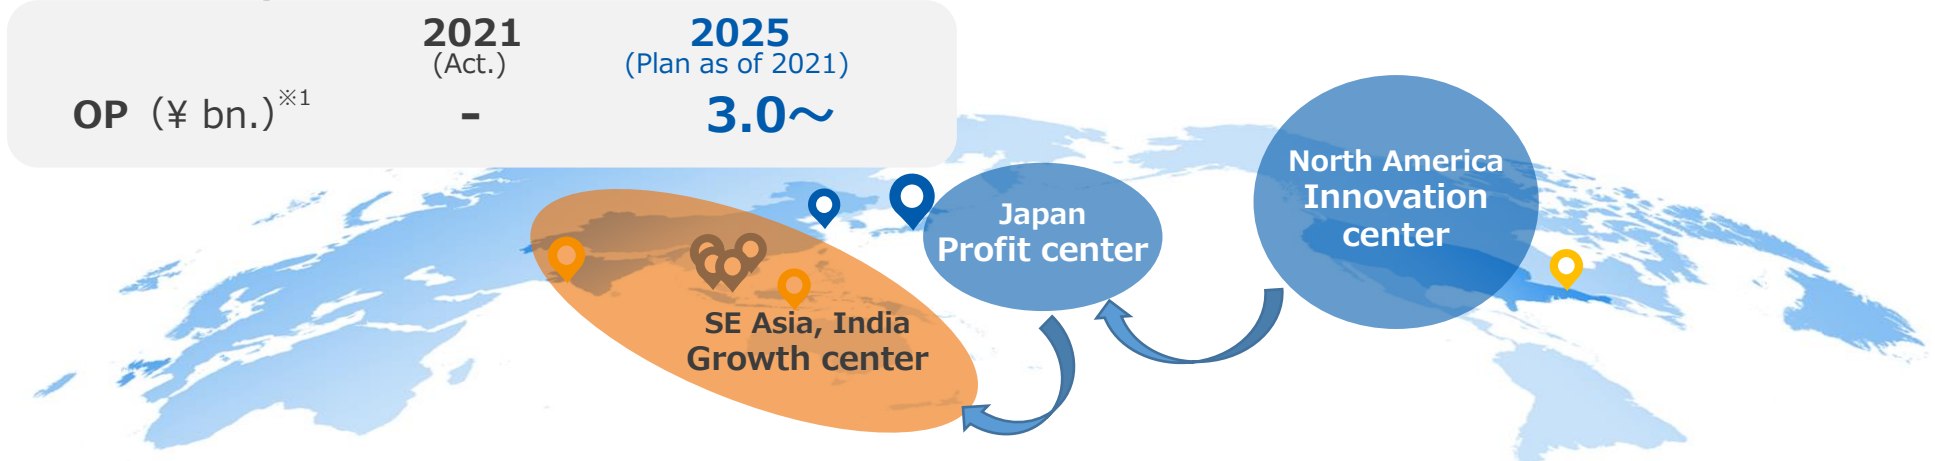 2021 2025
(Act.) (Plan as of 2021)
OP（¥ bn.）※1 - 3.0～
North America
Innovation
center
Japan
Profit center
SE Asia, India
Growth center